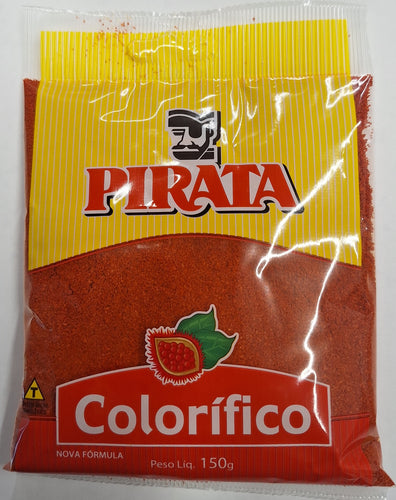 PIRATA
Colorífico
T
NOVA FÓRMULA
Peso Líq. 150g